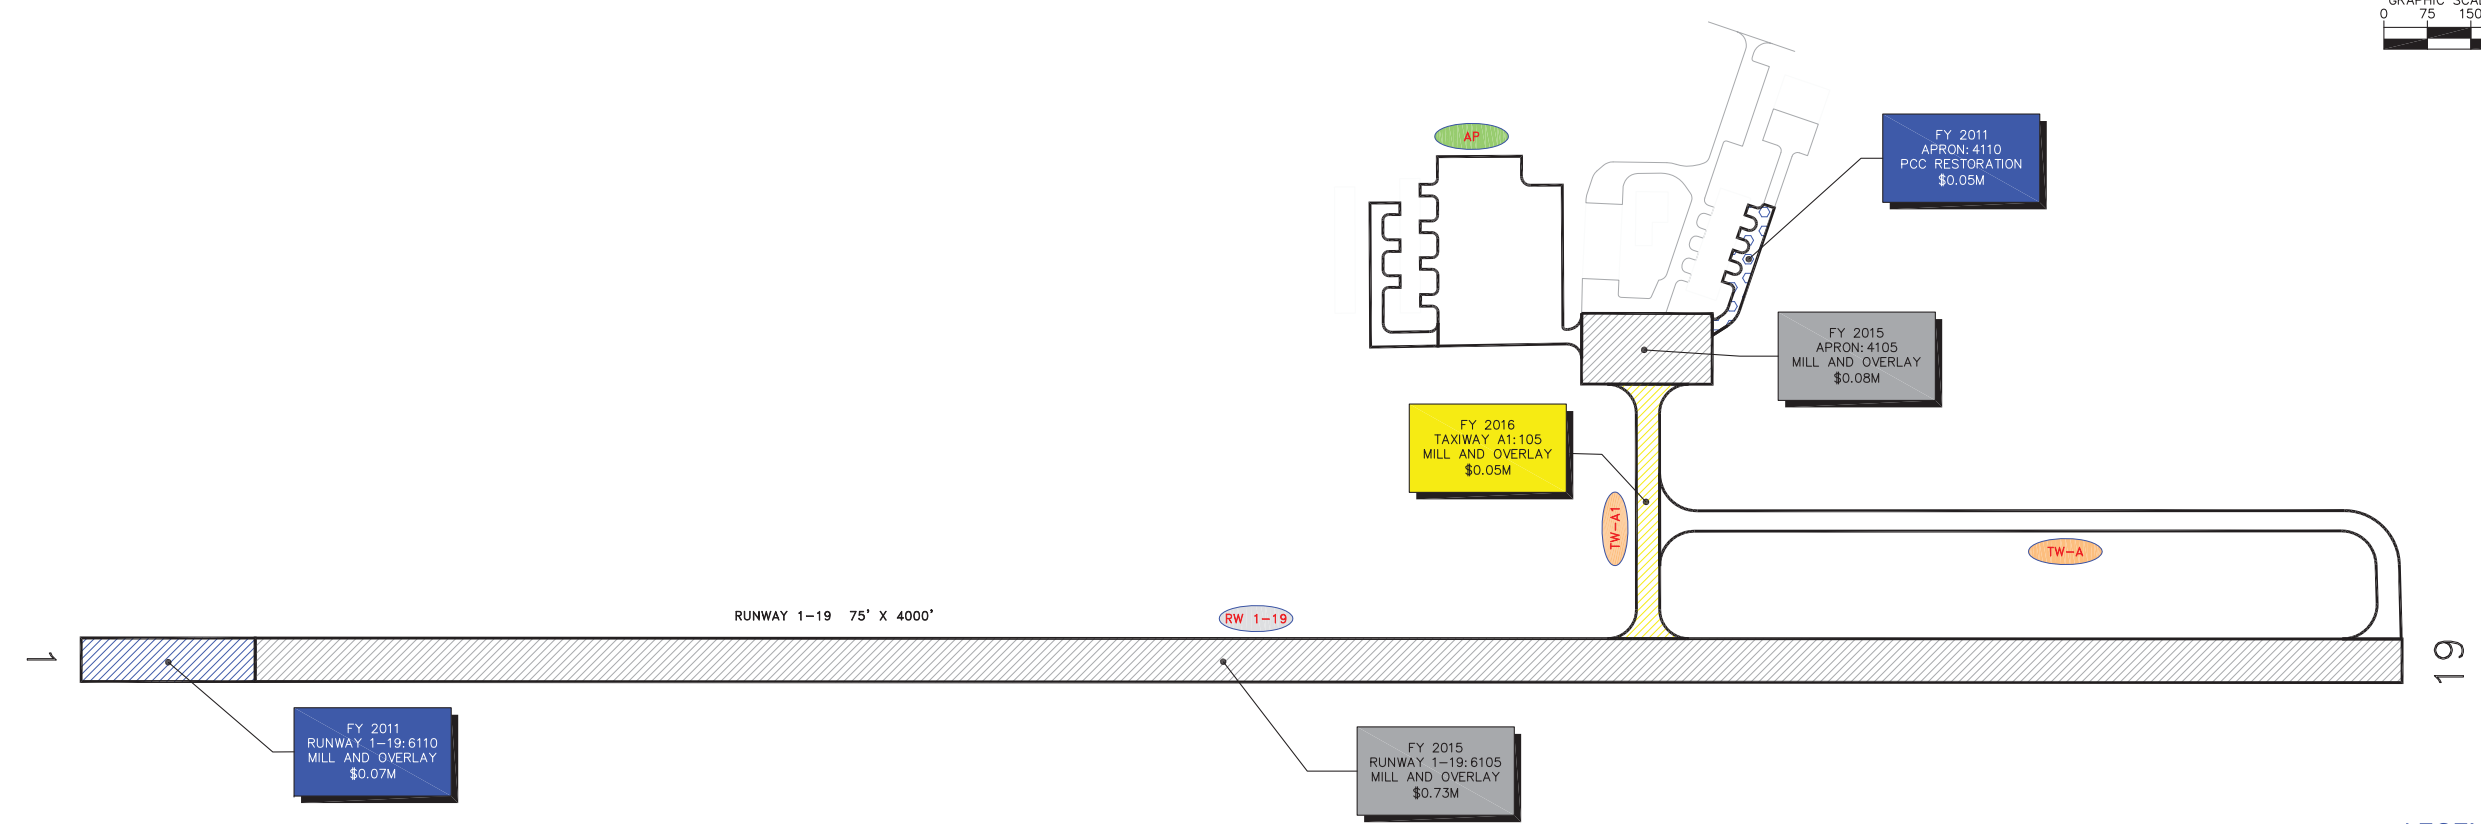 GRAPHIC SCAL
0 75 150
AP
FY 2011
APRON:4110
PCC RESTORATION
$0.05M
FY 2015
APRON:4105
MILL AND OVERLAY
$0.08M
FY 2016
TAXIWAY A1:105
MILL AND OVERLAY
$0.05M
TW-A1
TW-A
RUNWAY 1-19 75' X 4000'
RW 1-19
1
19
FY 2011
RUNWAY 1-19:6110
MILL AND OVERLAY
$0.07M
FY 2015
RUNWAY 1-19:6105
MILL AND OVERLAY
$0.73M